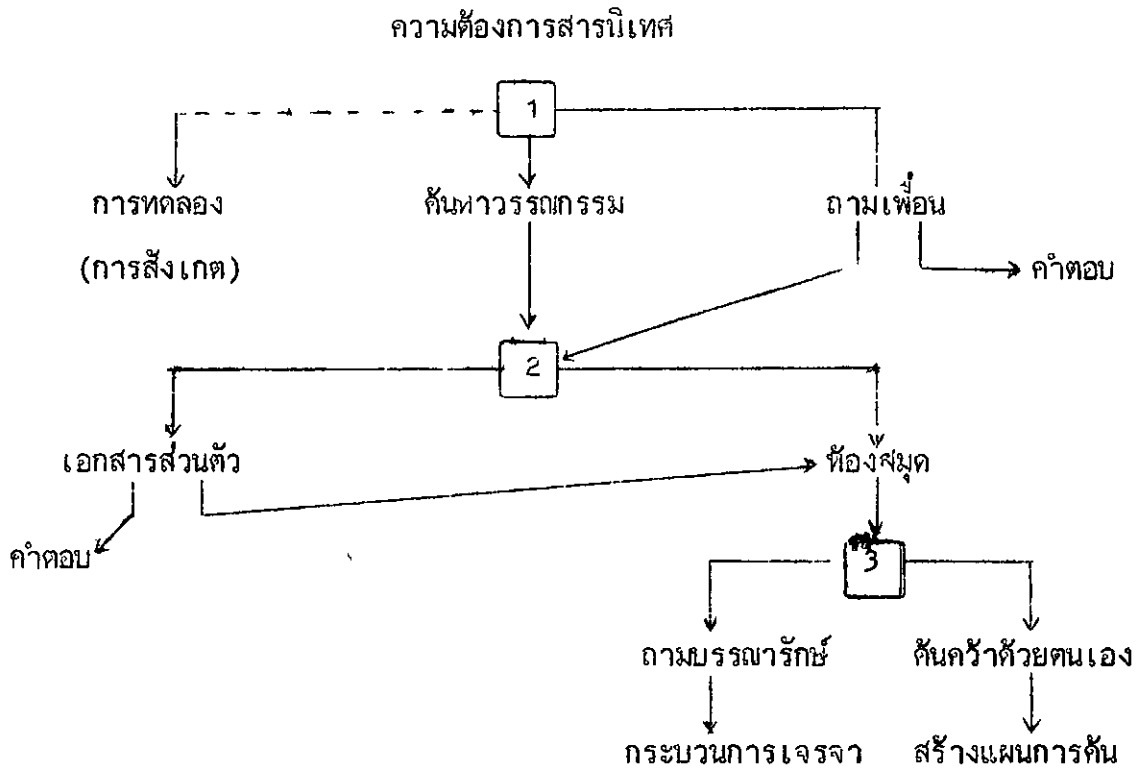 ความต้องการสารนิเทศ
1
การทดลอง
(การสังเกต)
ค้นหาวรรณกรรม
ถามเพื่อน
คำตอบ
2
เอกสารส่วนตัว
ห้องสมุด
คำตอบ
3
ถามบรรณารักษ์
ค้นคว้าด้วยตนเอง
กระบวนการเจรจา
สร้างแผนการค้น